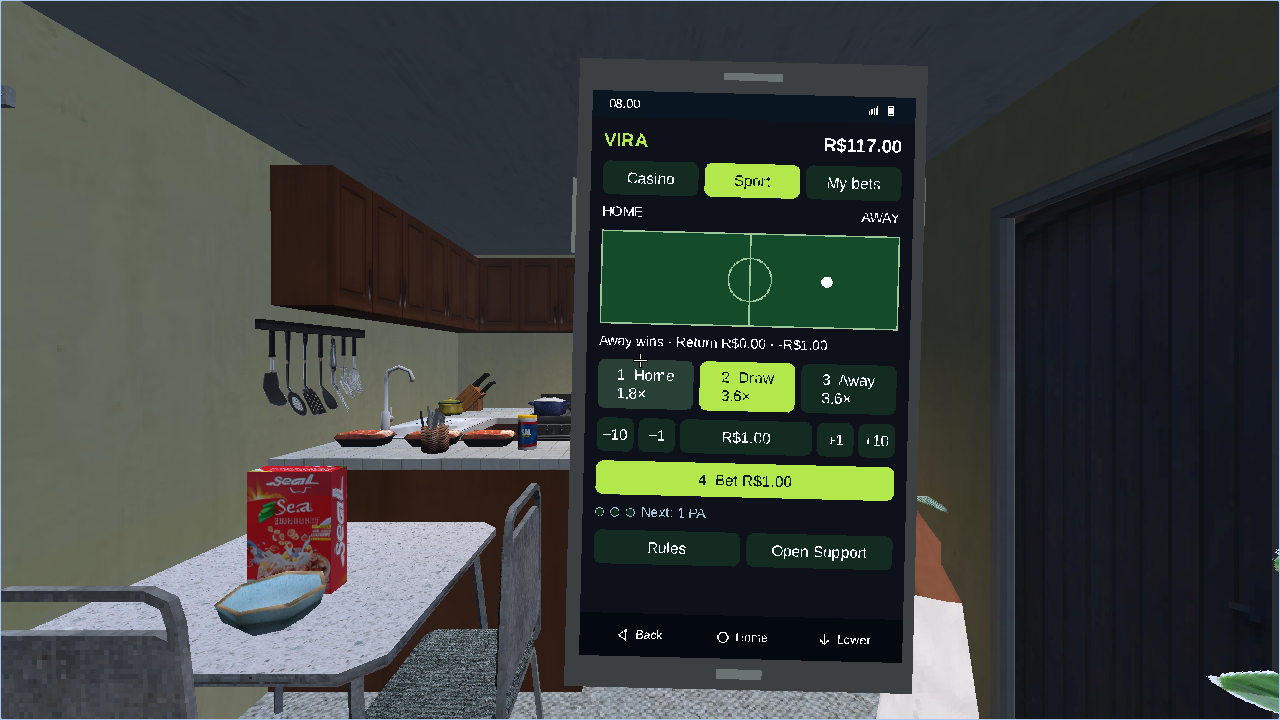 08.00
VIRA
R$117.00
Casino
Sport
My bets
HOME
AWAY
Away wins · Return R$0.00 · -R$1.00
1 Home
1.8×
2 Draw
3.6×
3 Away
3.6×
−10
−1
R$1.00
+1
+10
4 Bet R$1.00
Next: 1 PA
Rules
Open Support
Back
Home
Lower
Seal